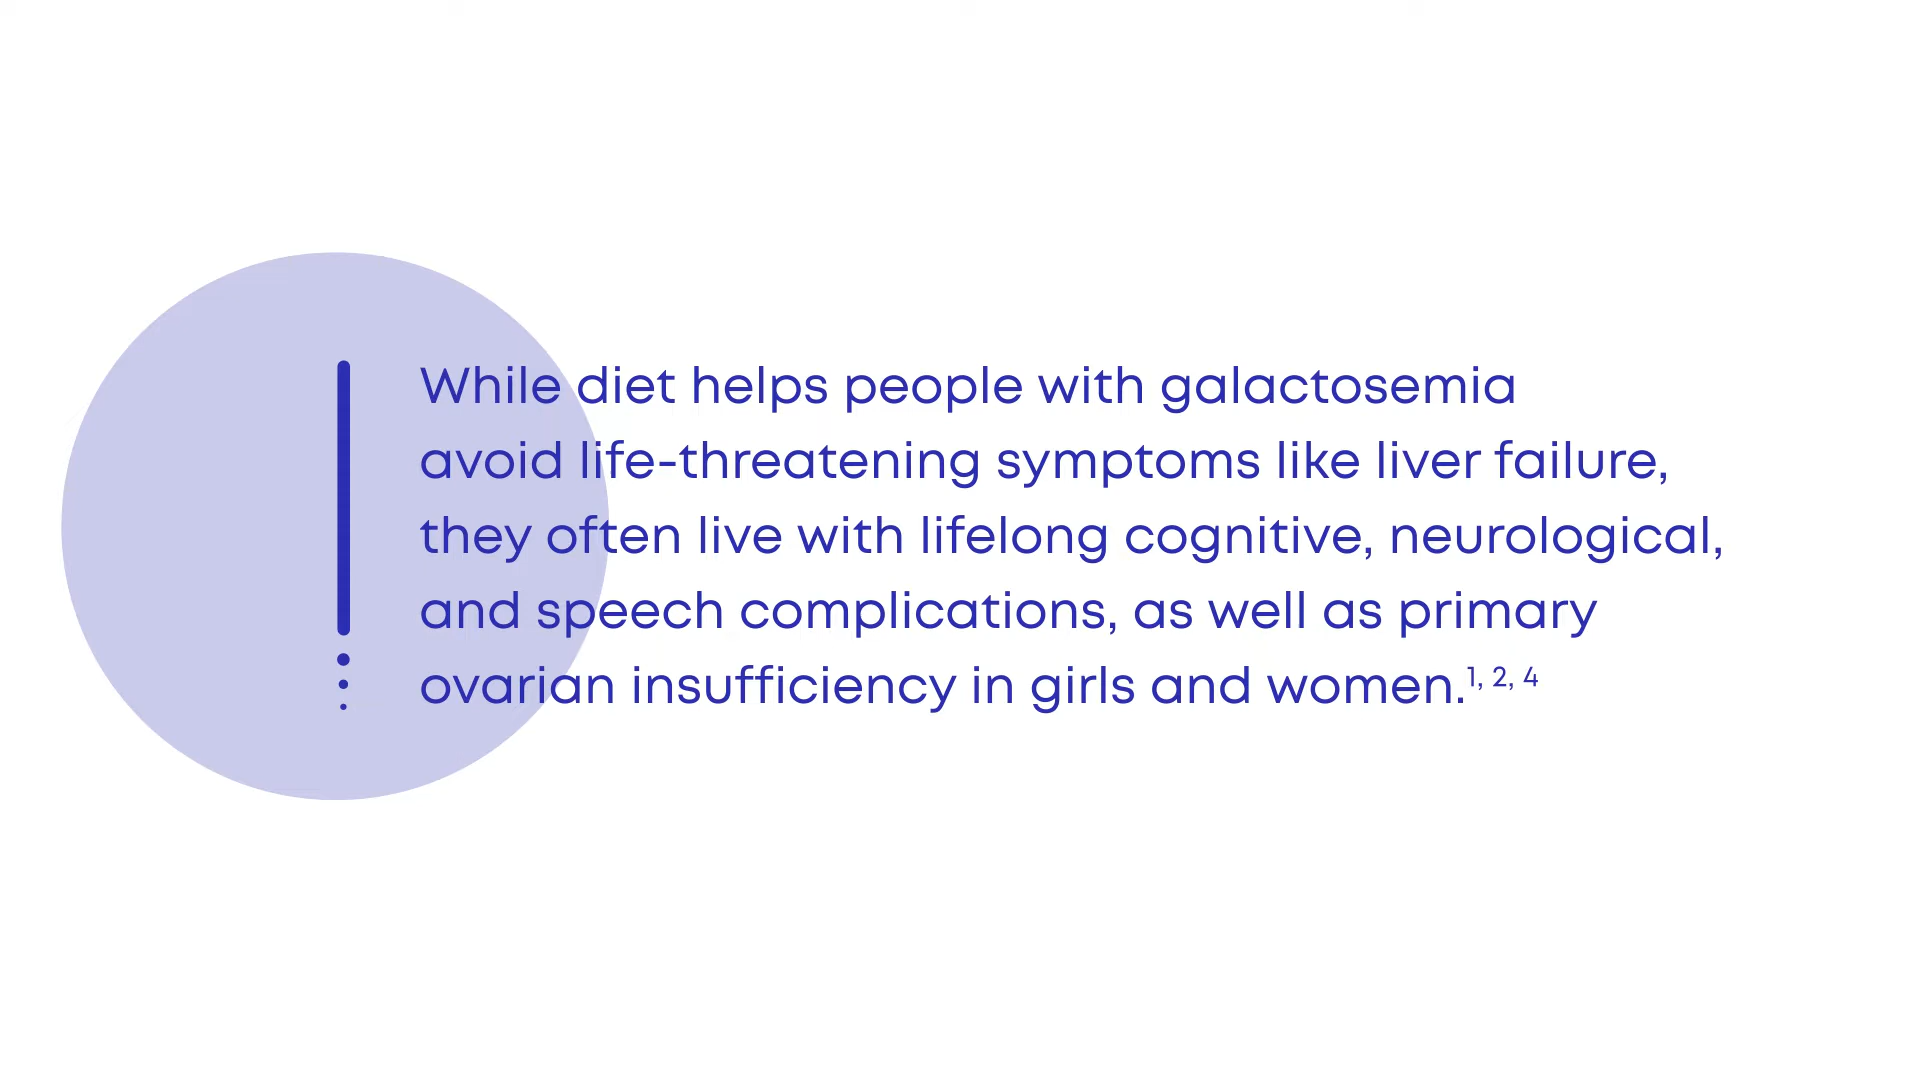 While diet helps people with galactosemia
avoid life-threatening symptoms like liver failure,
they often live with lifelong cognitive, neurological,
and speech complications, as well as primary
ovarian insufficiency in girls and women.1, 2, 4